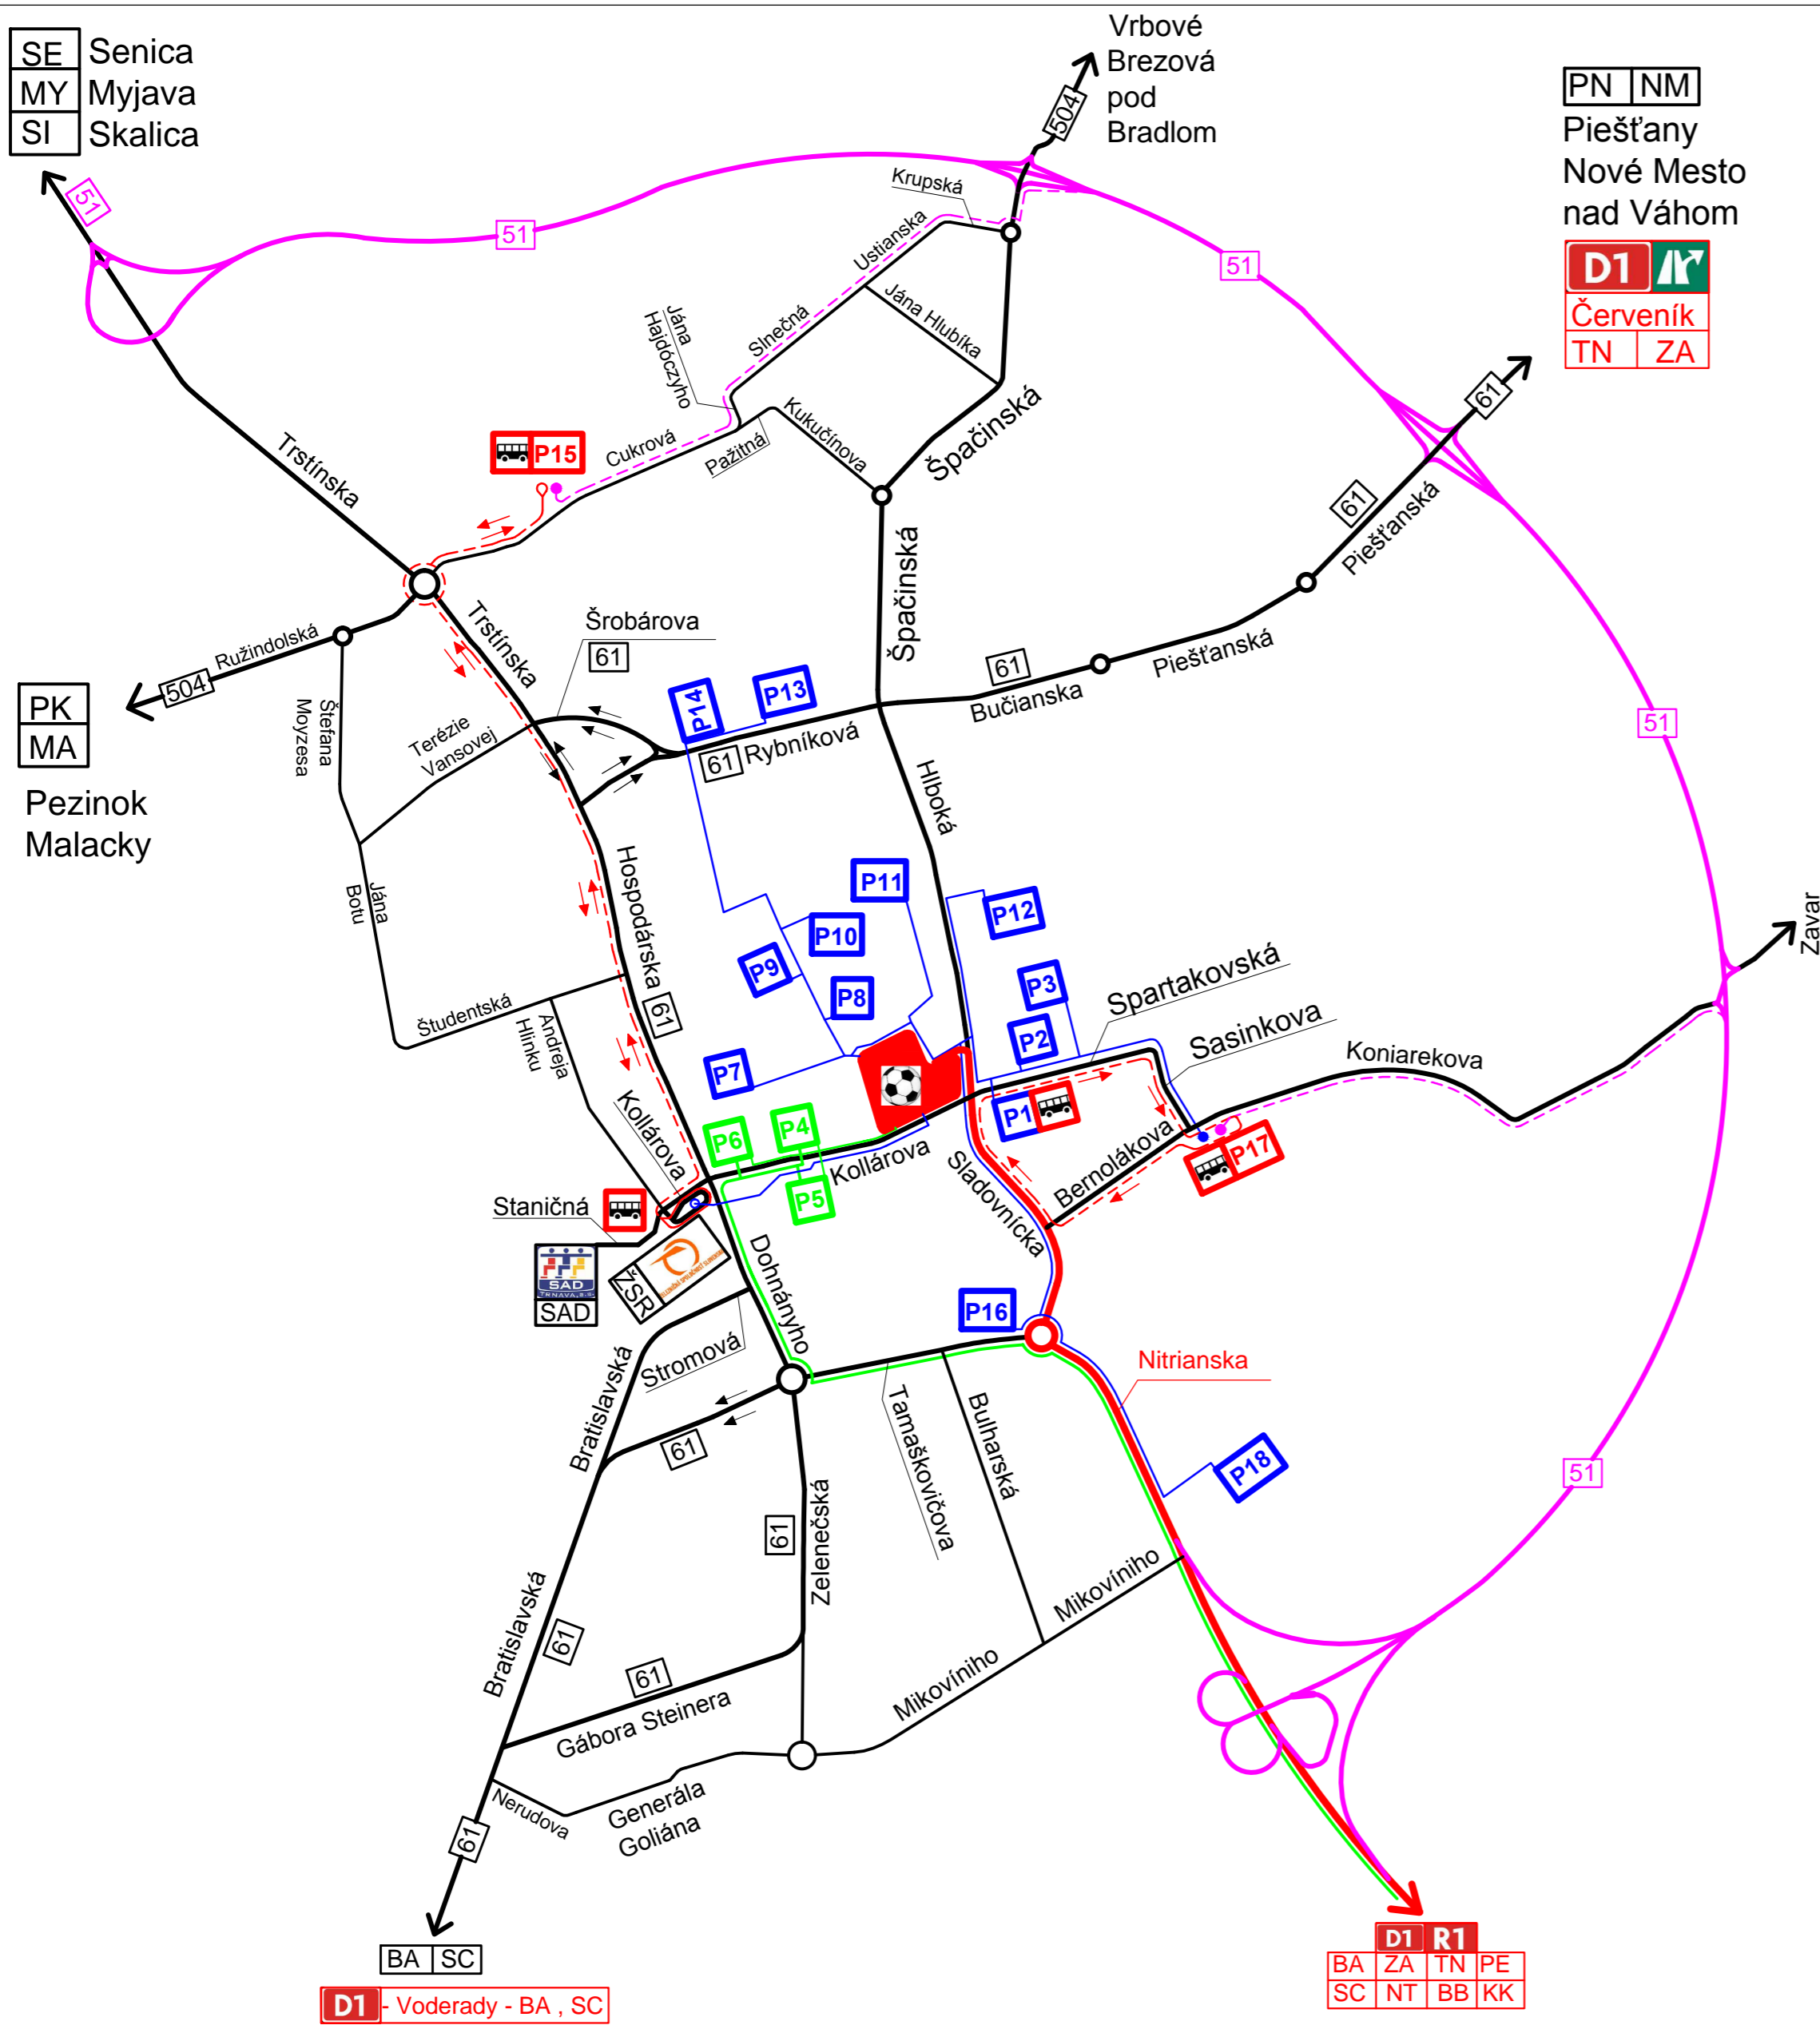 SE Senica
MY Myjava
SI Skalica
Vrbové
Brezová
pod
Bradlom
504
PN NM
Piešťany
Nové Mesto
nad Váhom
D1
Červeník
TN ZA
51
51
51
Krupská
Ustianska
Jána Hlubíka
Slnečná
Jána
Hajdóczyho
Kukučínova
Pažitná
Cukrová
P15
Špačinská
61
61
Piešťanská
Trstínska
Trstínska
Šrobárova
61
Špačinská
61
Bučianska
Piešťanská
Ružindolská
504
PK
MA
Pezinok
Malacky
Štefana
Moyzesa
Terézie
Vansovej
P14
P13
61 Rybníková
51
Hlboká
Jána
Botu
Hospodárska
61
P11
P10
P9
P8
P12
P3
P2
Spartakovská
Sasinkova
Koniarekova
Zavar
Študentská
Andreja
Hlinku
P7
P1
P6
P4
P5
Kollárova
Kollárova
Sladovnícka
Bernolákova
P17
Staničná
SAD
TRNAVA, a.s.
SAD
ŽSR
Dohnányho
P16
Nitrianska
Stromová
Bratislavská
61
Tamaškovičova
Bulharská
P18
51
61
Zelenečská
Mikovíniho
Mikovíniho
Bratislavská
61
61
Gábora Steinera
Nerudova
Generála
Goliána
61
BA SC
D1 - Voderady - BA , SC
D1 R1
BA ZA TN PE
SC NT BB KK